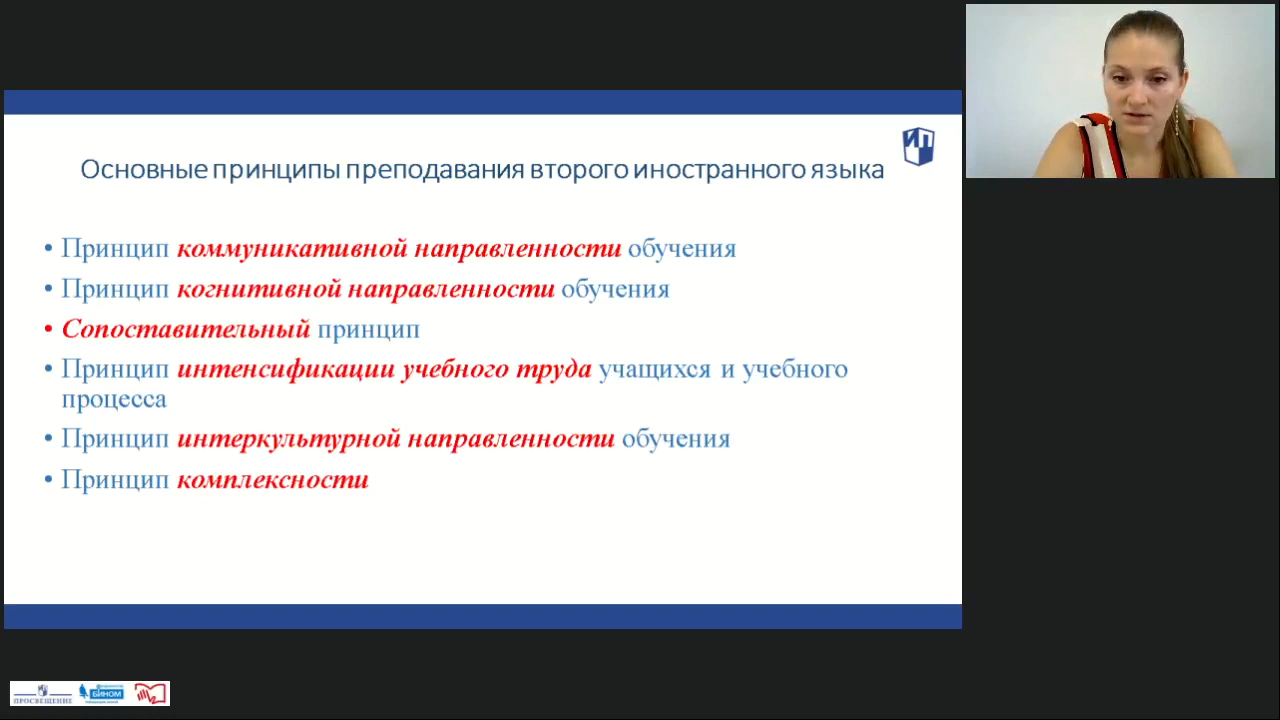 Основные принципы преподавания второго иностранного языка
• Принцип коммуникативной направленности обучения
• Принцип когнитивной направленности обучения
• Сопоставительный принцип
• Принцип интенсификации учебного труда учащихся и учебного
процесса
• Принцип интеркультурной направленности обучения
• Принцип комплексности
ПРОСВЕЩЕНИЕ
БИНОМ